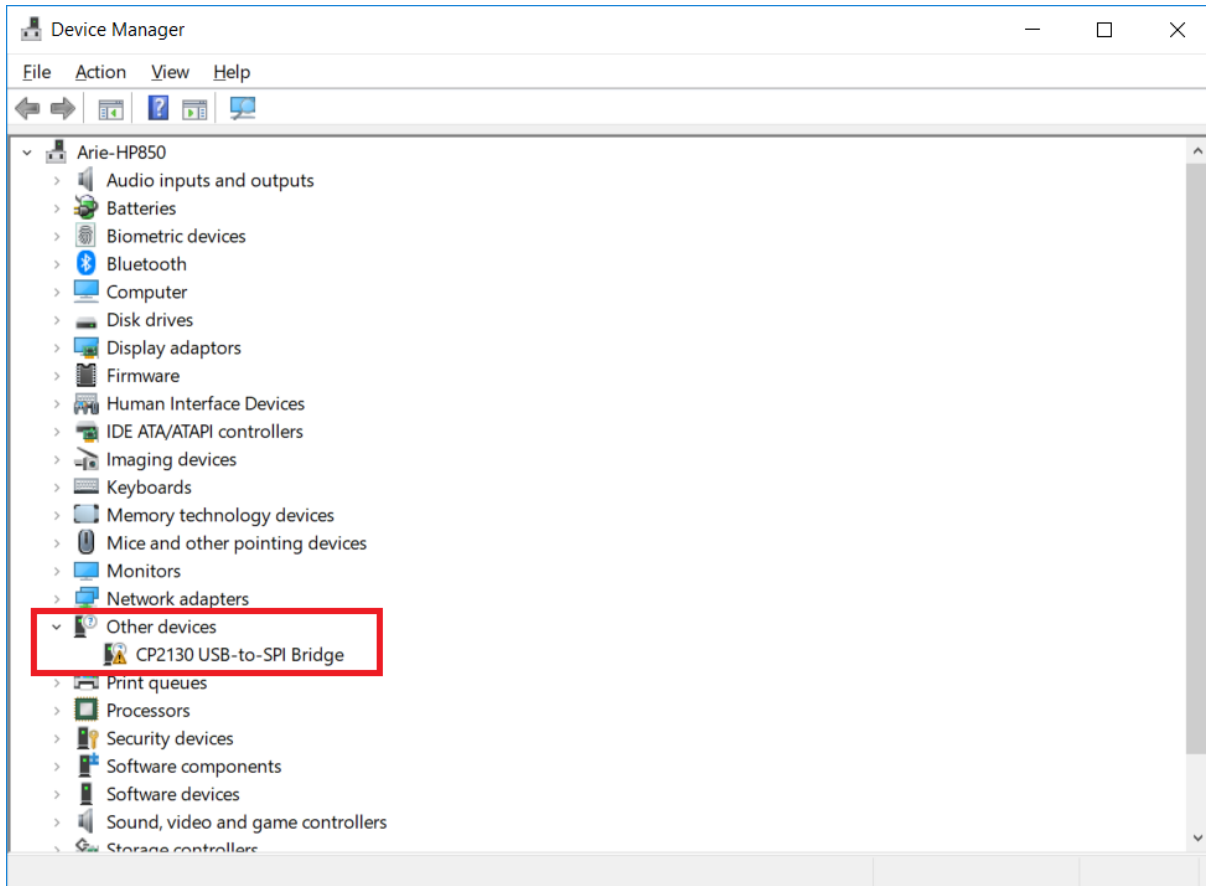 Device Manager
File Action View Help
Arie-HP850
Audio inputs and outputs
Batteries
Biometric devices
Bluetooth
Computer
Disk drives
Display adaptors
Firmware
Human Interface Devices
IDE ATA/ATAPI controllers
Imaging devices
Keyboards
Memory technology devices
Mice and other pointing devices
Monitors
Network adapters
Other devices
CP2130 USB-to-SPI Bridge
Print queues
Processors
Security devices
Software components
Software devices
Sound, video and game controllers
Storage controllers